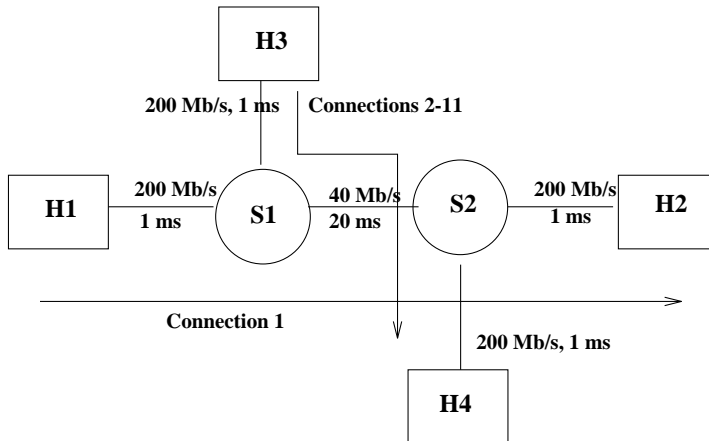 H3
200 Mb/s, 1 ms
Connections 2-11
H1
200 Mb/s
1 ms
S1
40 Mb/s
20 ms
S2
200 Mb/s
1 ms
H2
Connection 1
200 Mb/s, 1 ms
H4